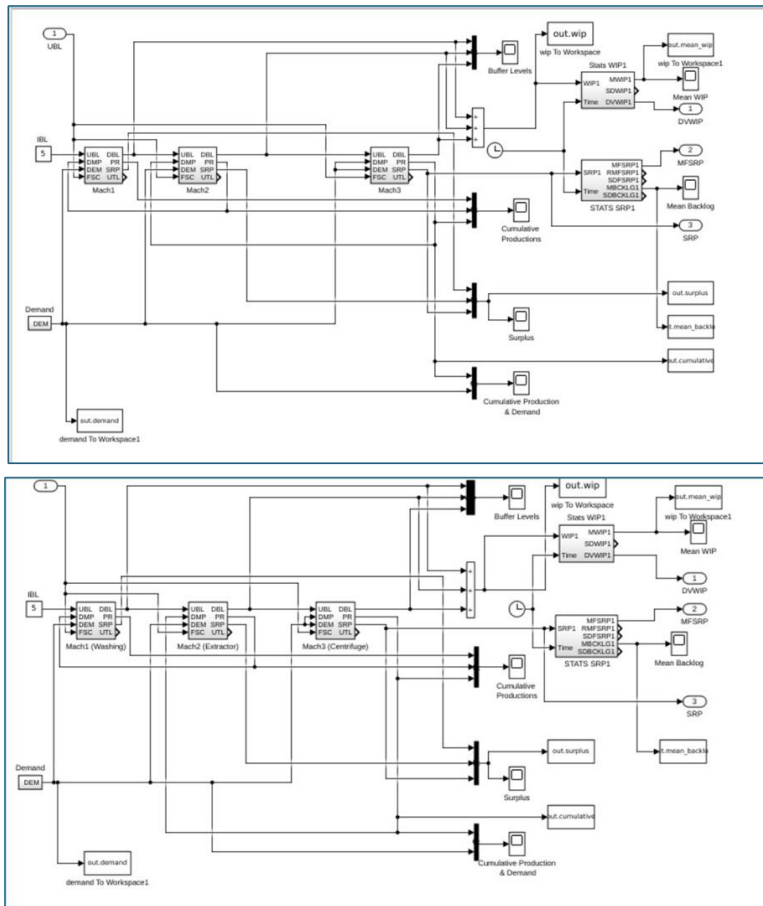 1
UBL
out.wip
wip To Workspace
out.mean_wip
wip To Workspace1
Buffer Levels
Stats WIP1
WIP1
Time
MWIP1
SDWIP1
DVWIP1
Mean WIP
1
DVWIP
+
+
+
IBL
5
UBL DBL
DMP PR
DEM SRP
FSC UTL
Mach1
UBL DBL
DMP PR
DEM SRP
FSC UTL
Mach2
UBL DBL
DMP PR
DEM SRP
FSC UTL
Mach3
SRP1
Time
MFSRP1
RMFSRP1
SDFSRP1
MBCKLG1
SDBCKLG1
STATS SRP1
2
MFSRP
Mean Backlog
3
SRP
Cumulative
Productions
Demand
DEM
out.surplus
Surplus
t.mean_backlo
out.cumulative
Cumulative Production
& Demand
out.demand
demand To Workspace1
1
out.wip
wip To Workspace
out.mean_wip
wip To Workspace1
Buffer Levels
Stats WIP1
WIP1
Time
MWIP1
SDWIP1
DVWIP1
Mean WIP
1
DVWIP
+
+
+
IBL
5
UBL DBL
DMP PR
DEM SRP
FSC UTL
Mach1 (Washing)
UBL DBL
DMP PR
DEM SRP
FSC UTL
Mach2 (Extractor)
UBL DBL
DMP PR
DEM SRP
FSC UTL
Mach3 (Centrifuge)
SRP1
Time
MFSRP1
RMFSRP1
SDFSRP1
MBCKLG1
SDBCKLG1
STATS SRP1
2
MFSRP
Mean Backlog
3
SRP
Cumulative
Productions
Demand
DEM
out.surplus
t.mean_backlo
Surplus
out.cumulative
Cumulative Production
& Demand
out.demand
demand To Workspace1